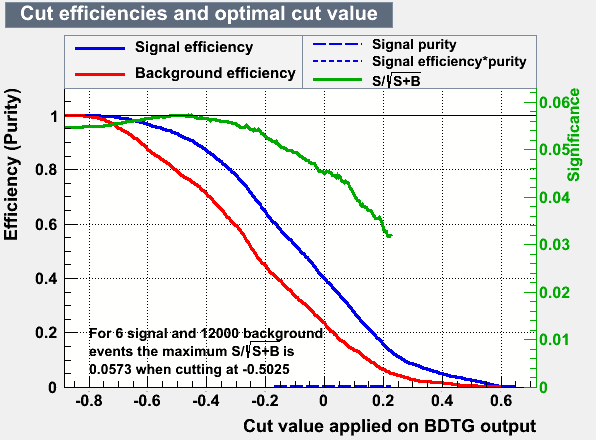 Cut efficiencies and optimal cut value
Signal efficiency
Background efficiency
Signal purity
Signal efficiency*purity
S/√S+B
Efficiency (Purity)
1
0.8
0.6
0.4
0.2
0
0.06
0.05
0.04
0.03
0.02
0.01
0
Significance
For 6 signal and 12000 background
events the maximum S/√S+B is
0.0573 when cutting at -0.5025
-0.8 -0.6 -0.4 -0.2 0 0.2 0.4 0.6
Cut value applied on BDTG output